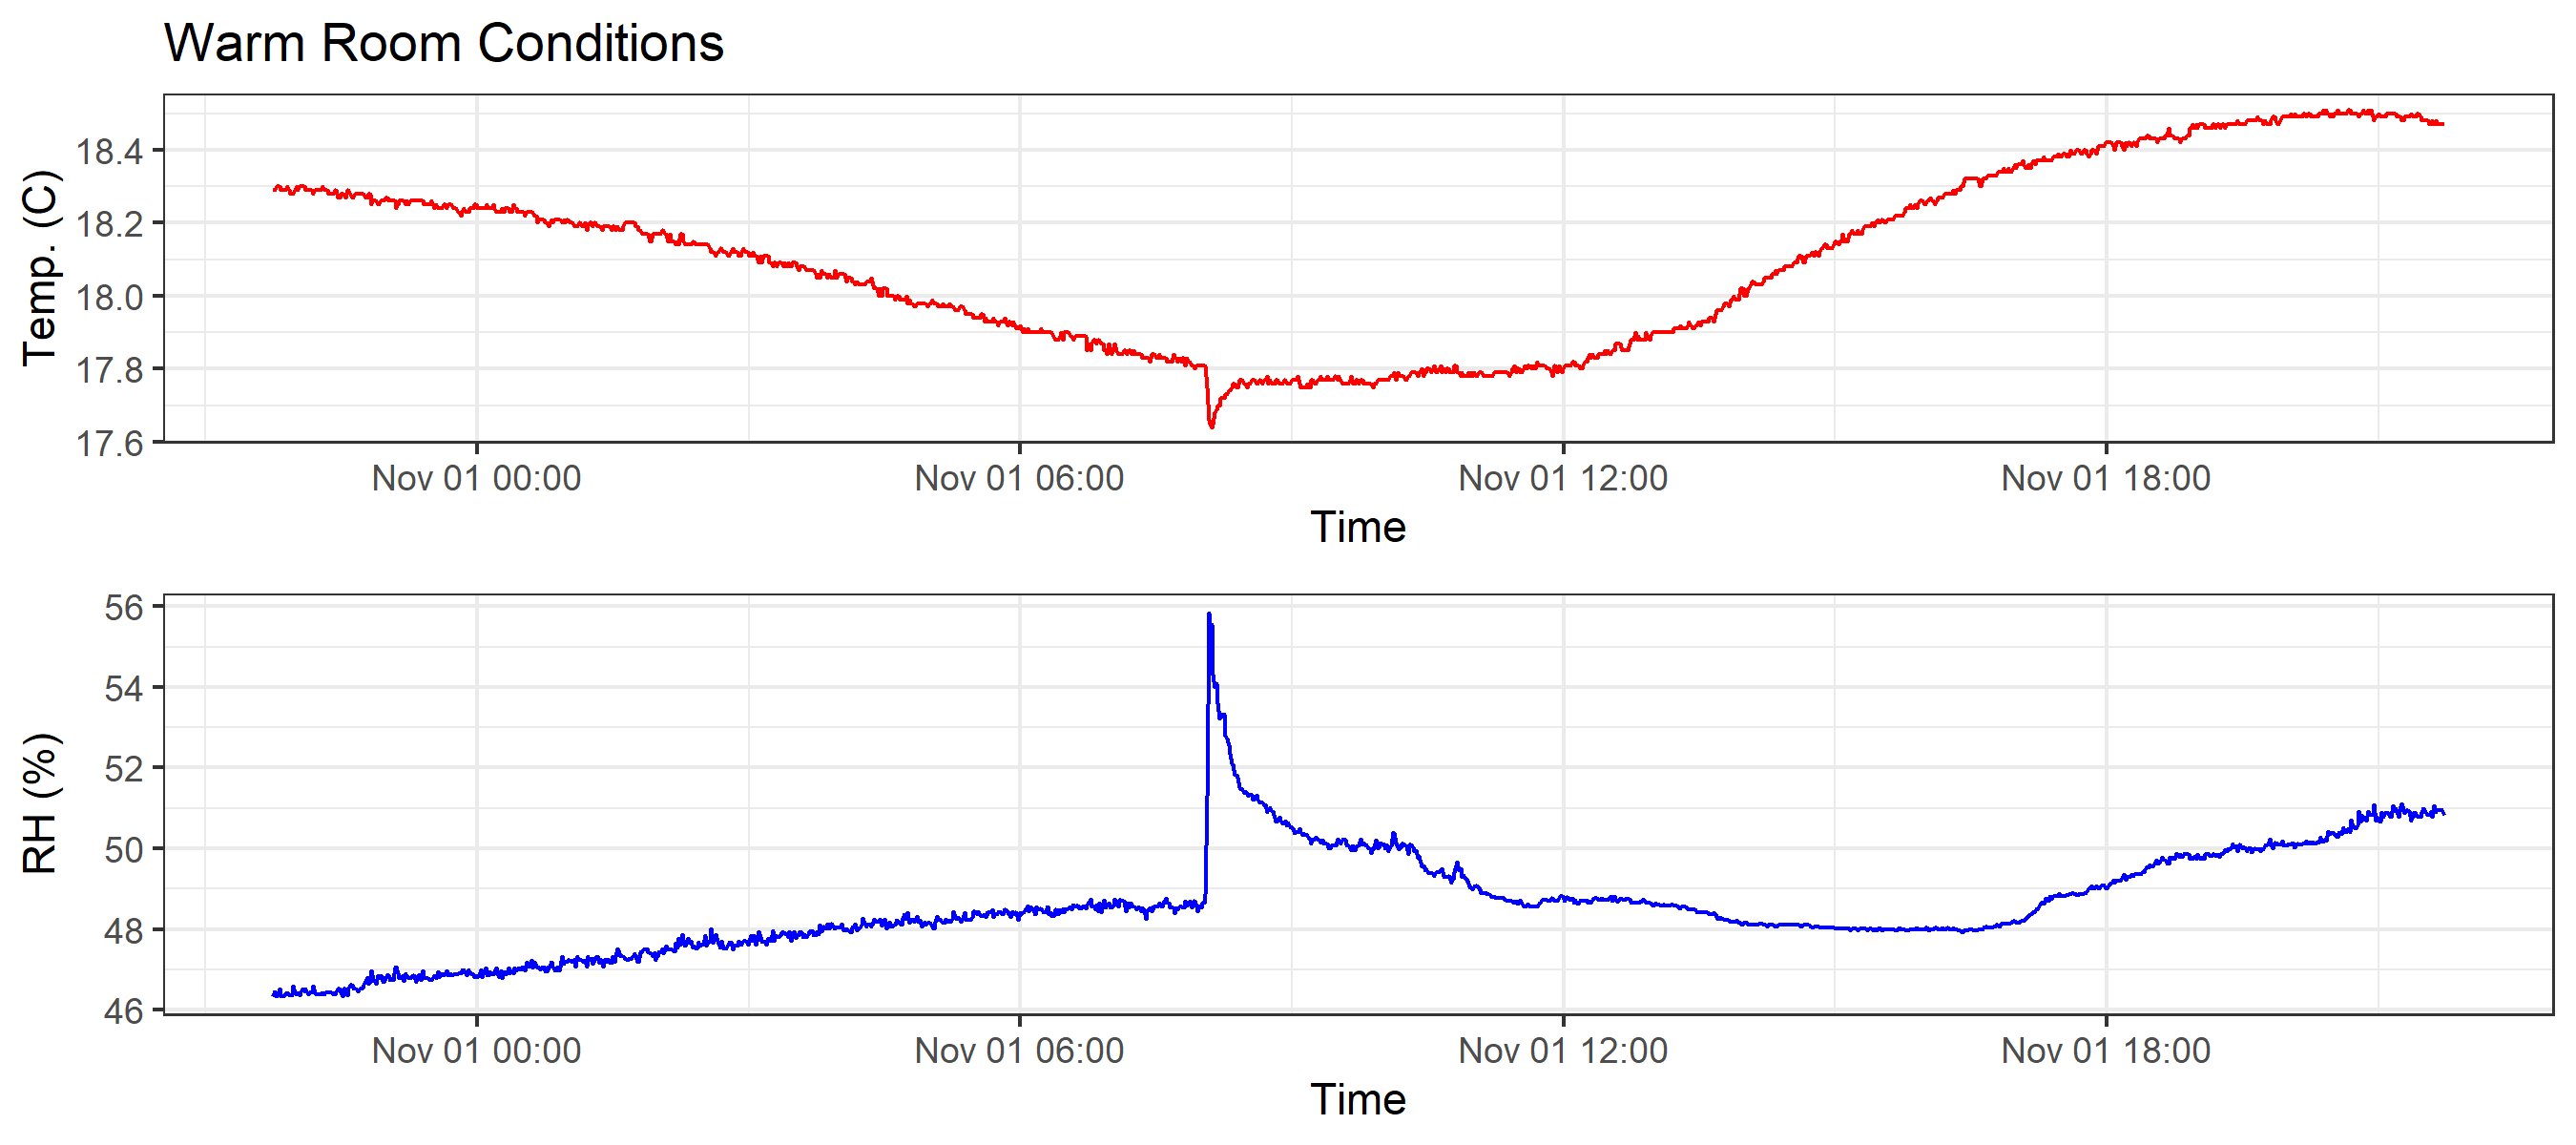 Warm Room Conditions
Temp. (C)
18.4
18.2
18.0
17.8
17.6
Nov 01 00:00 Nov 01 06:00 Nov 01 12:00 Nov 01 18:00
Time
RH (%)
56
54
52
50
48
46
Nov 01 00:00 Nov 01 06:00 Nov 01 12:00 Nov 01 18:00
Time